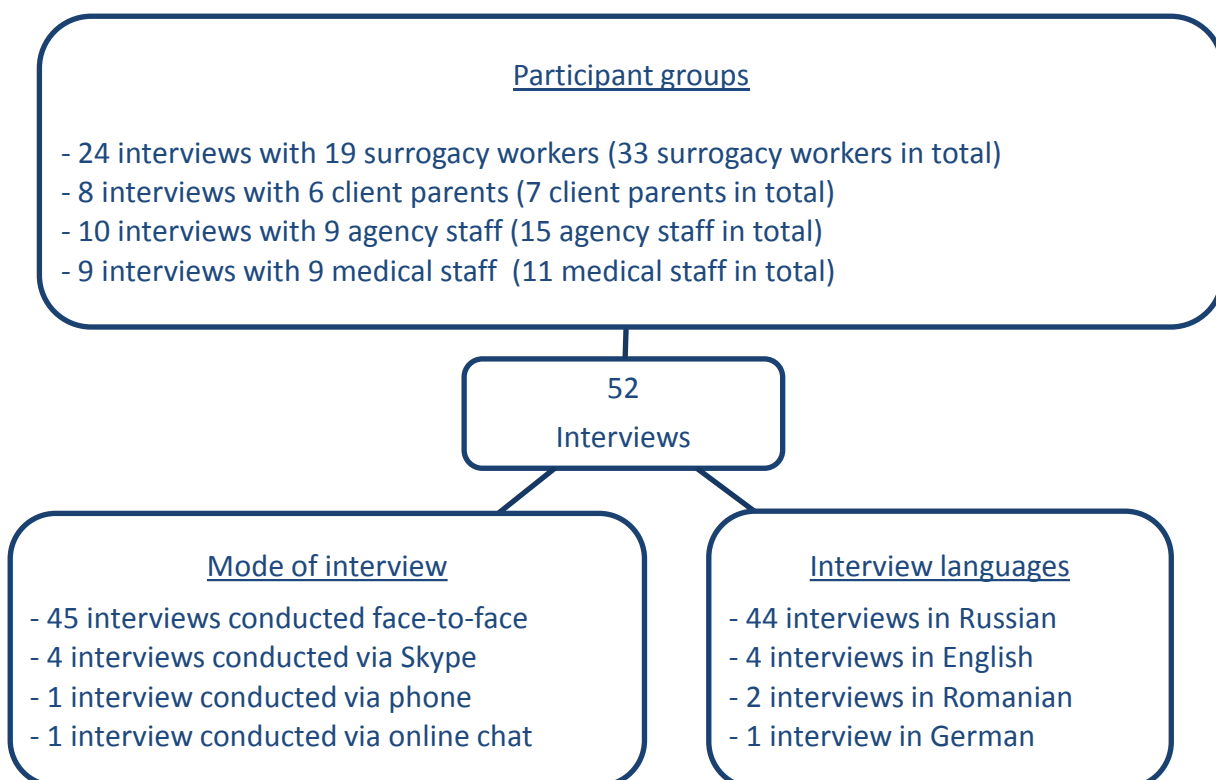 Participant groups
- 24 interviews with 19 surrogacy workers (33 surrogacy workers in total)
- 8 interviews with 6 client parents (7 client parents in total)
- 10 interviews with 9 agency staff (15 agency staff in total)
- 9 interviews with 9 medical staff (11 medical staff in total)
52
Interviews
Mode of interview
- 45 interviews conducted face-to-face
- 4 interviews conducted via Skype
- 1 interview conducted via phone
- 1 interview conducted via online chat
Interview languages
- 44 interviews in Russian
- 4 interviews in English
- 2 interviews in Romanian
- 1 interview in German